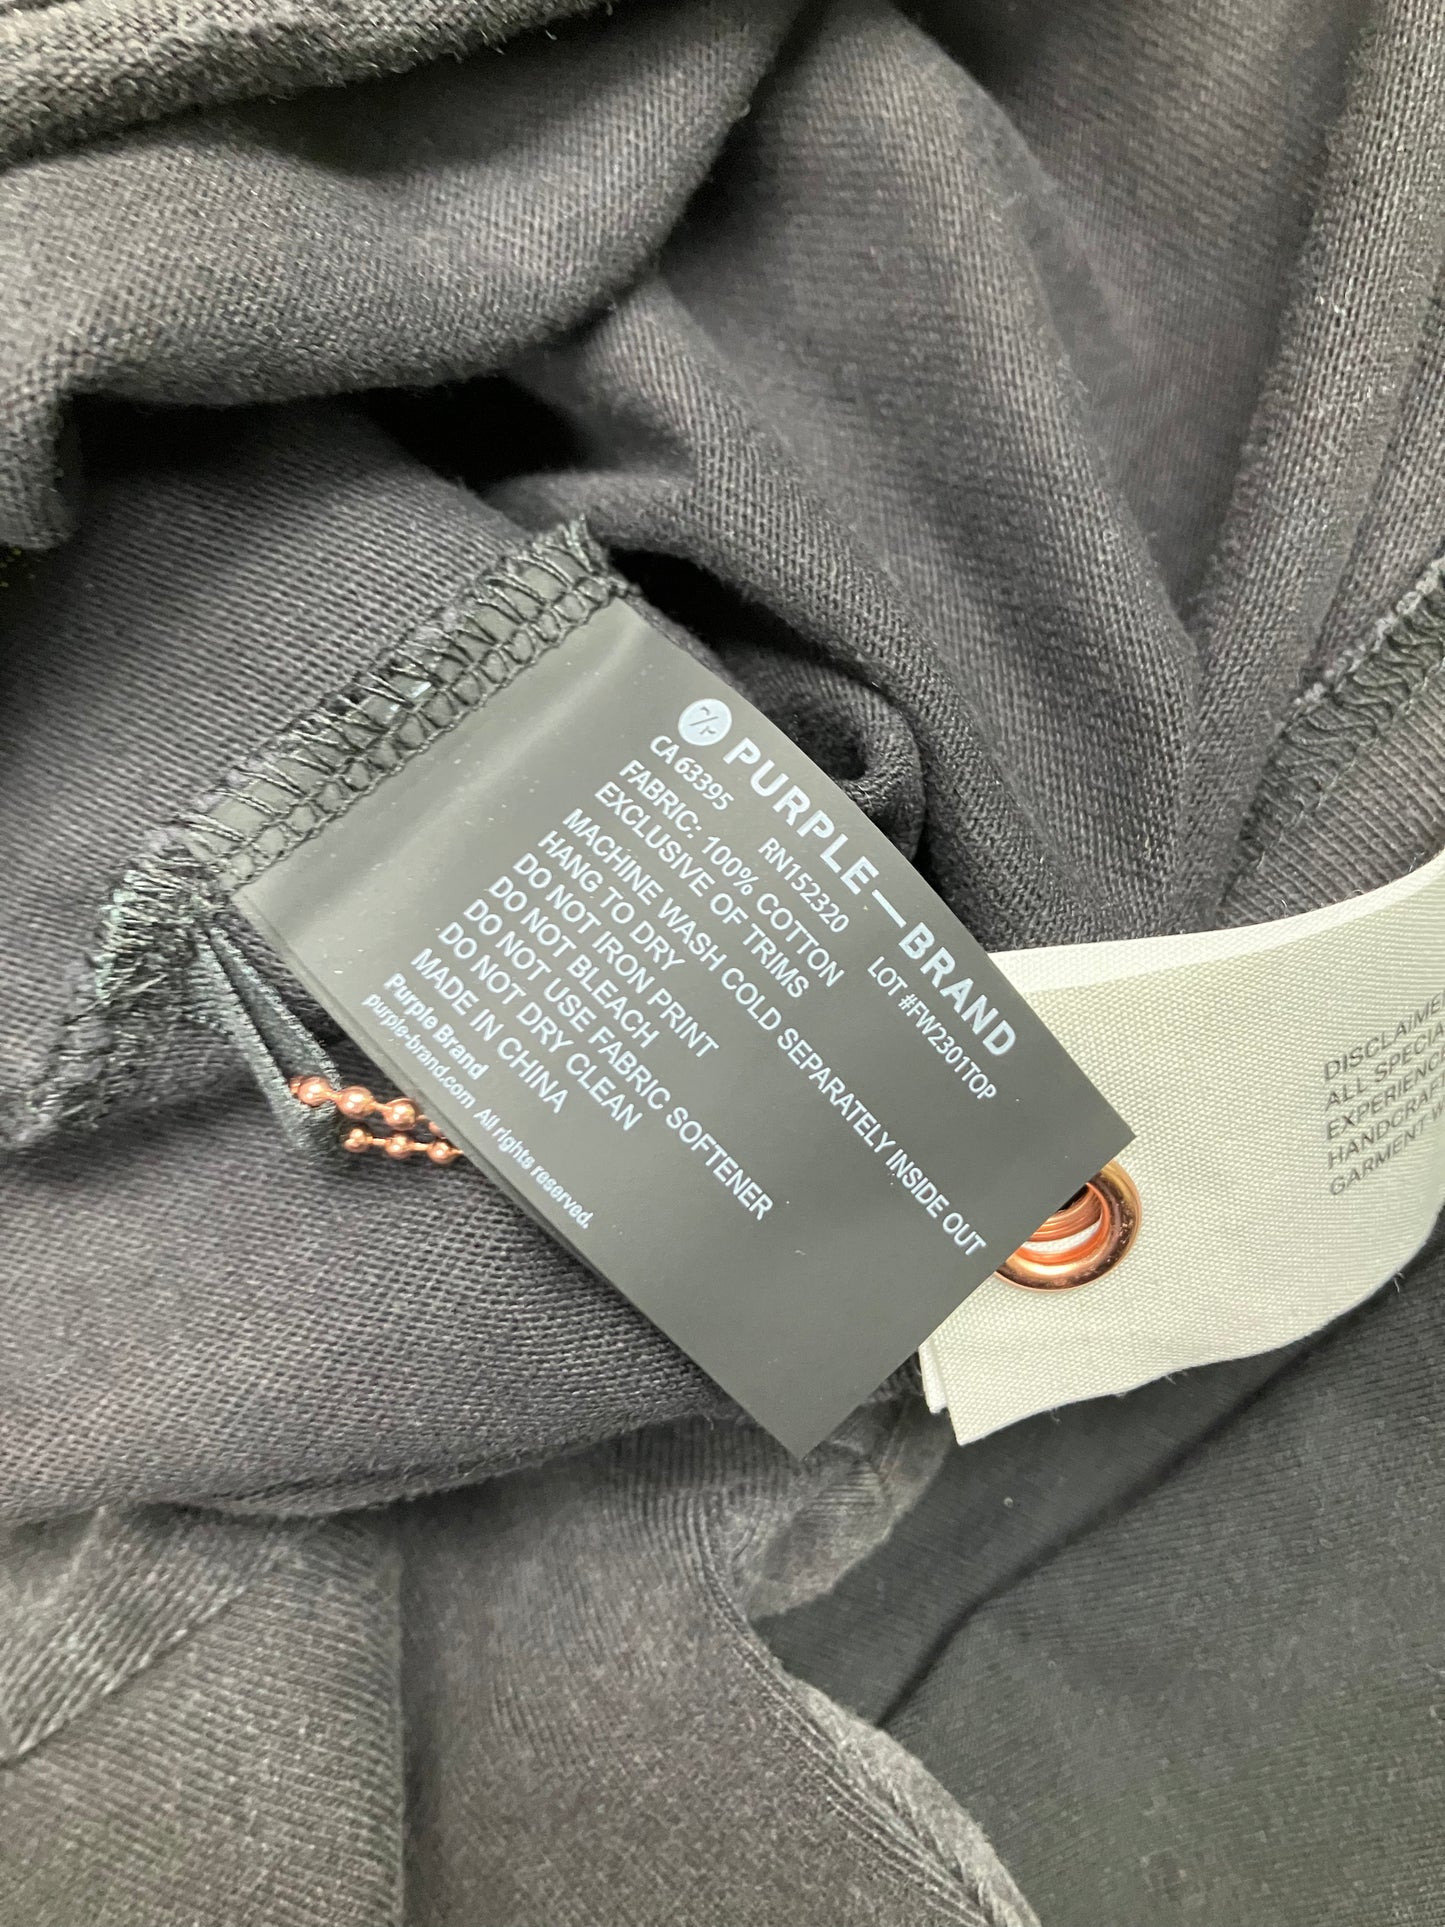 PURPLE—BRAND
CA 63395 RN152320 LOT #FW23011TOP
FABRIC: 100% COTTON
EXCLUSIVE OF TRIMS
MACHINE WASH COLD SEPARATELY INSIDE OUT
HANG TO DRY
DO NOT IRON PRINT
DO NOT BLEACH
DO NOT USE FABRIC SOFTENER
DO NOT DRY CLEAN
MADE IN CHINA
Purple Brand
purple-brand.com All rights reserved.
DISCLAIME
ALL SPECIA
EXPERIENC
HANDCRAFT
GARMENT W